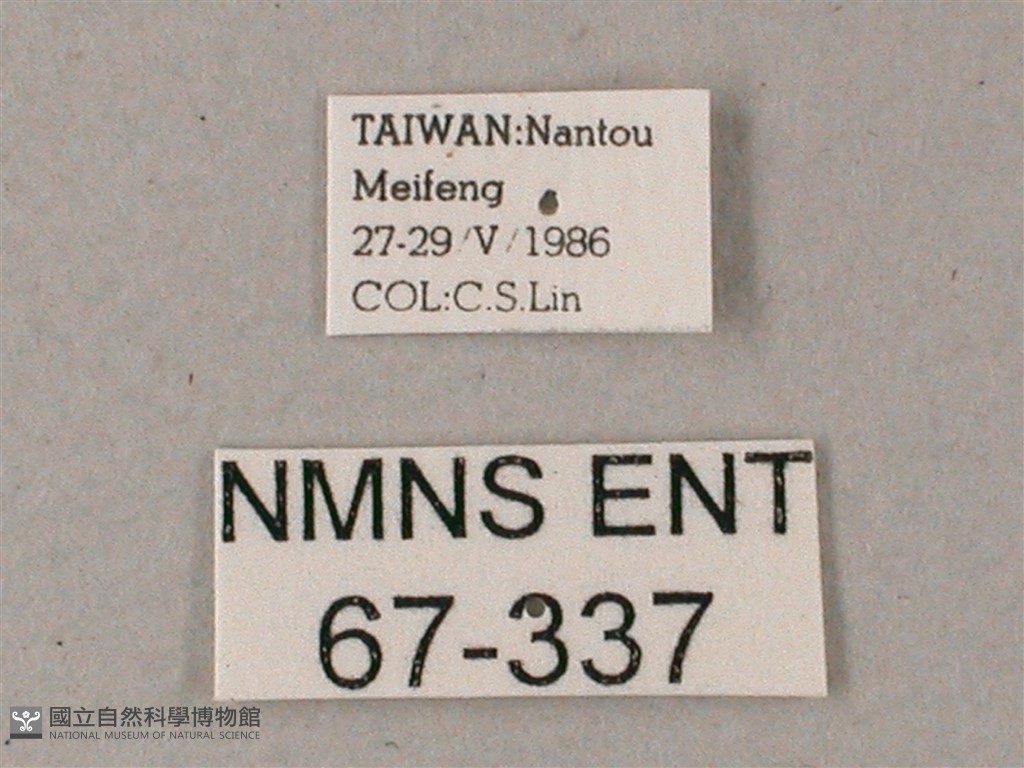 TAIWAN:Nantou
Meifeng
27-29/V/1986
COL:C.S.Lin
NMNS ENT
67-337
國立自然科學博物館
NATIONAL MUSEUM OF NATURAL SCIENCE